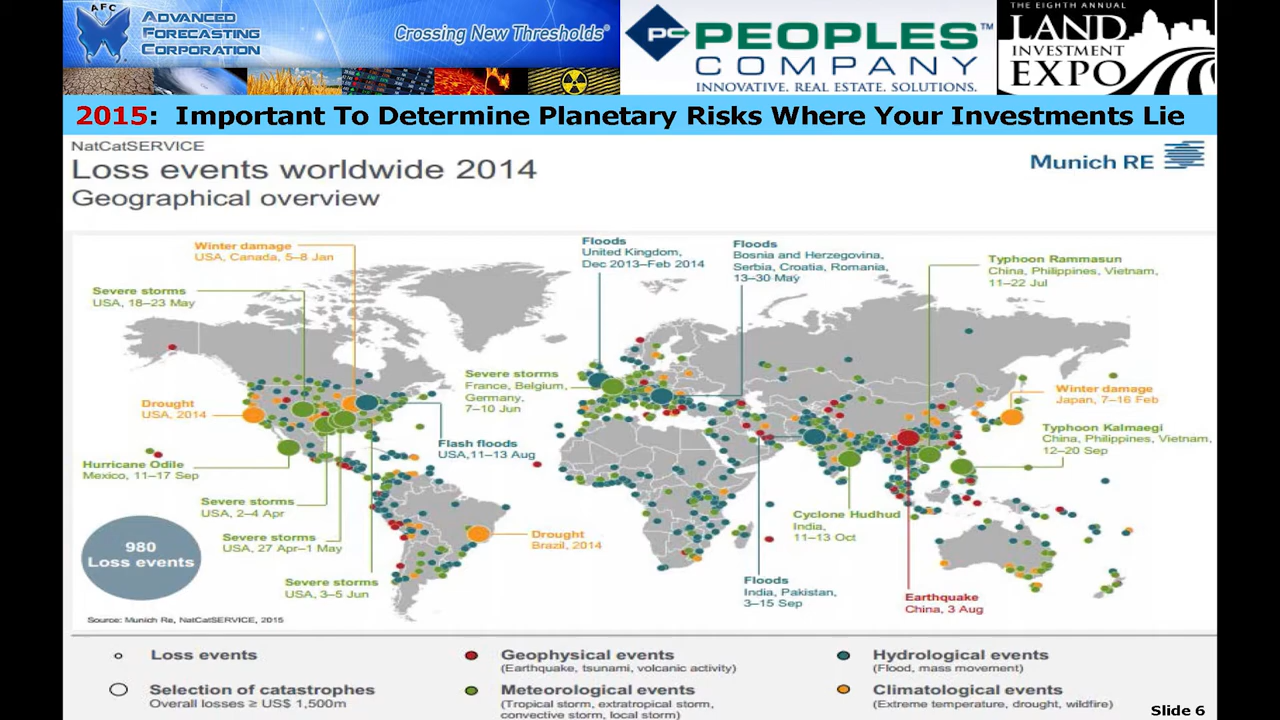 AFC
ADVANCED
FORECASTING
CORPORATION
Crossing New Thresholds®
PC PEOPLES™
COMPANY
INNOVATIVE. REAL ESTATE. SOLUTIONS.
THE EIGHTH ANNUAL
LAND
INVESTMENT
EXPO
2015: Important To Determine Planetary Risks Where Your Investments Lie
NatCatSERVICE
Loss events worldwide 2014
Geographical overview
Munich RE
Winter damage
USA, Canada, 5–8 Jan
Severe storms
USA, 18–23 May
Floods
United Kingdom,
Dec 2013–Feb 2014
Floods
Bosnia and Herzegovina,
Serbia, Croatia, Romania,
13–30 May
Typhoon Rammasun
China, Philippines, Vietnam,
11–22 Jul
Severe storms
France, Belgium,
Germany,
7–10 Jun
Drought
USA, 2014
Winter damage
Japan, 7–16 Feb
Flash floods
USA,11–13 Aug
Typhoon Kalmaegi
China, Philippines, Vietnam,
12–20 Sep
Hurricane Odile
Mexico, 11–17 Sep
Severe storms
USA, 2–4 Apr
Severe storms
USA, 27 Apr–1 May
Severe storms
USA, 3–5 Jun
Drought
Brazil, 2014
Cyclone Hudhud
India,
11–13 Oct
Floods
India, Pakistan,
3–15 Sep
Earthquake
China, 3 Aug
980
Loss events
Source: Munich Re, NatCatSERVICE, 2015
Loss events
Selection of catastrophes
Overall losses ≥ US$ 1,500m
Geophysical events
(Earthquake, tsunami, volcanic activity)
Meteorological events
(Tropical storm, extratropical storm,
convective storm, local storm)
Hydrological events
(Flood, mass movement)
Climatological events
(Extreme temperature, drought, wildfire)
Slide 6